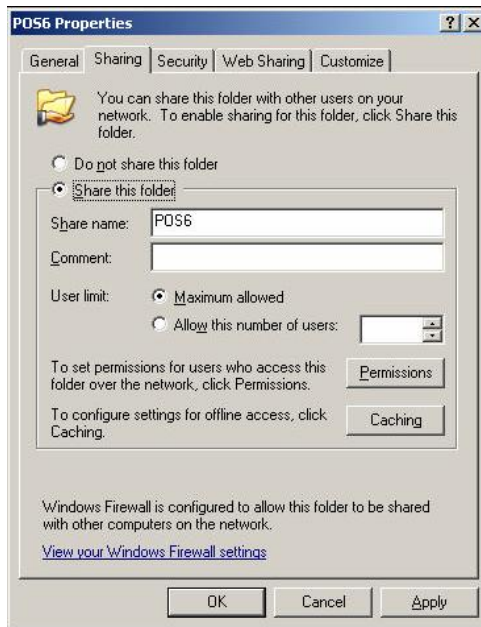 POS6 Properties
General Sharing Security Web Sharing Customize
You can share this folder with other users on your
network. To enable sharing for this folder, click Share this
folder.
Do not share this folder
Share this folder
Share name: POS6
Comment:
User limit: Maximum allowed
Allow this number of users:
To set permissions for users who access this
folder over the network, click Permissions.
Permissions
To configure settings for offline access, click
Caching.
Caching
Windows Firewall is configured to allow this folder to be shared
with other computers on the network.
View your Windows Firewall settings
OK Cancel Apply